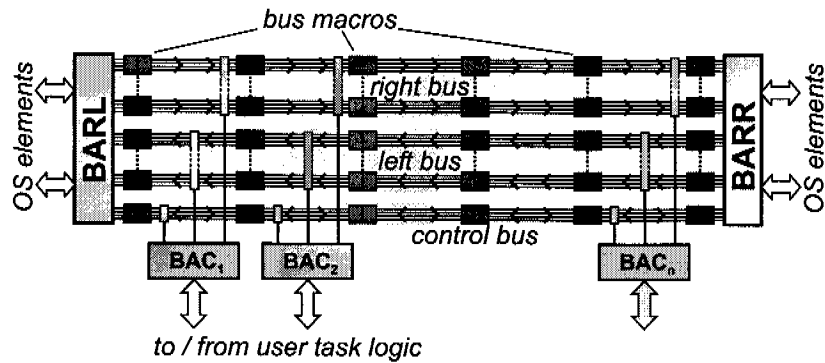 bus macros
OS elements
BARL
right bus
left bus
control bus
BARR
OS elements
BAC₁
BAC₂
BACₙ
to / from user task logic